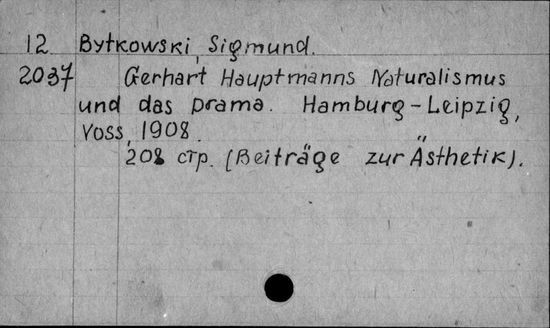 12 Bytkowski, Sigmund.
2037 Gerhart Hauptmanns Naturalismus
und das Drama. Hamburg-Leipzig,
Voss, 1908.
208 стр. (Beiträge zur Ästhetik).